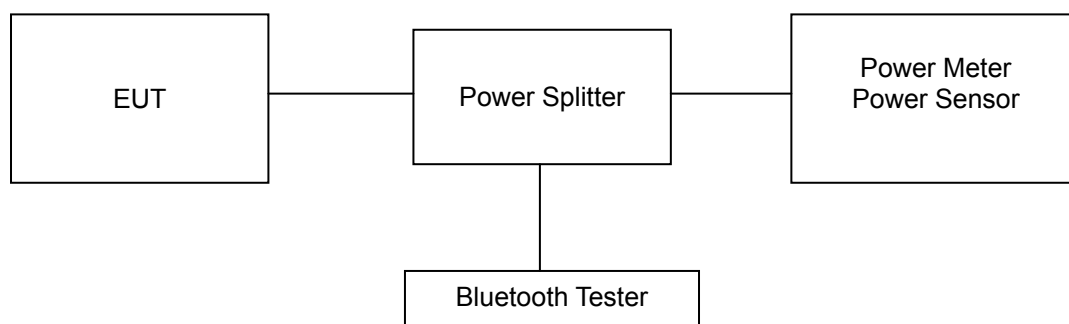 EUT
Power Splitter
Power Meter
Power Sensor
Bluetooth Tester